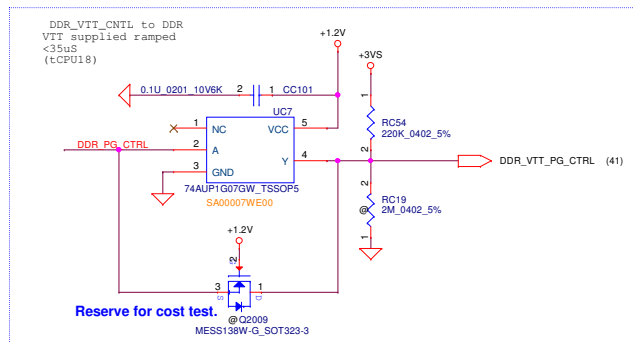 DDR_VTT_CNTL to DDR
VTT supplied ramped
<35uS
(tCPU18)
+1.2V
+3VS
0.1U_0201_10V6K
2
1
CC101
UC7
1
NC
VCC
5
DDR_PG_CTRL
2
A
3
GND
Y
4
74AUP1G07GW_TSSOP5
SA00007WE00
1
RC54
220K_0402_5%
2
DDR_VTT_PG_CTRL (41)
2
RC19
@
2M_0402_5%
1
+1.2V
2
G
3
S
1
D
Reserve for cost test.
@Q2009
MESS138W-G_SOT323-3